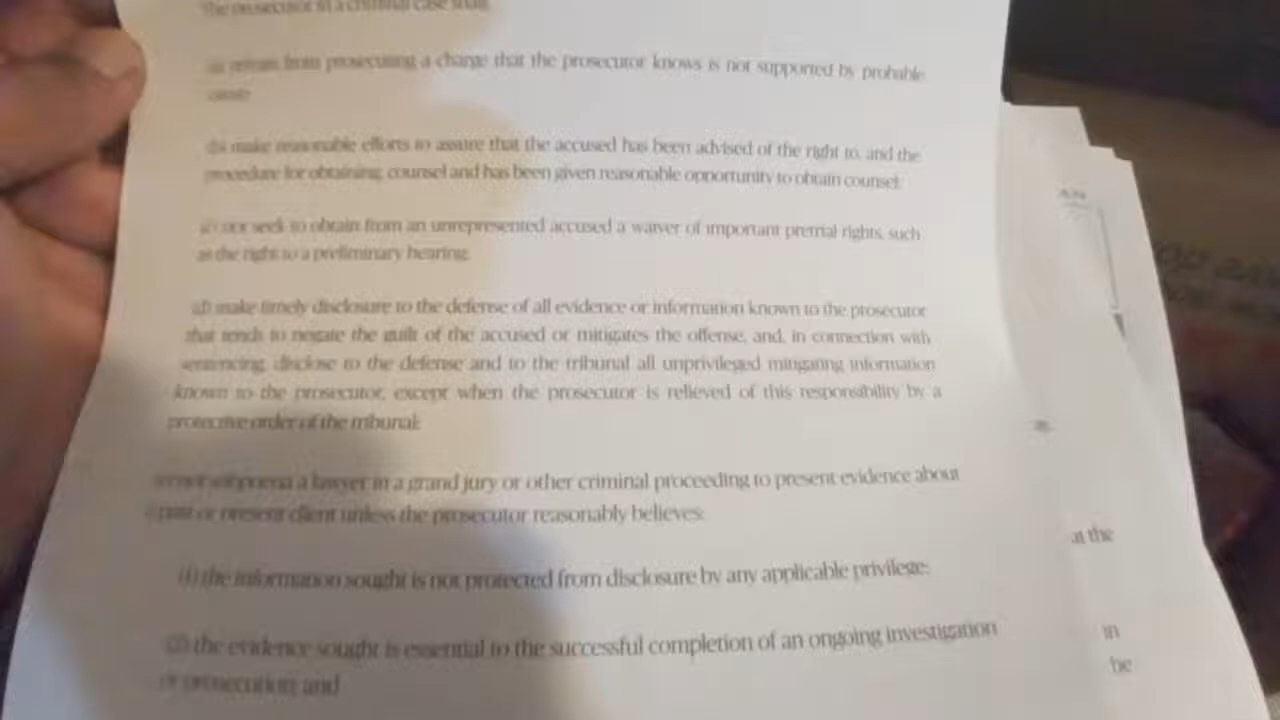 The prosecutor in a criminal case shall:
(a) refrain from prosecuting a charge that the prosecutor knows is not supported by probable
cause;
(b) make reasonable efforts to assure that the accused has been advised of the right to, and the
procedure for obtaining, counsel and has been given reasonable opportunity to obtain counsel;
(c) not seek to obtain from an unrepresented accused a waiver of important pretrial rights, such
as the right to a preliminary hearing;
(d) make timely disclosure to the defense of all evidence or information known to the prosecutor
that tends to negate the guilt of the accused or mitigates the offense, and, in connection with
sentencing, disclose to the defense and to the tribunal all unprivileged mitigating information
known to the prosecutor, except when the prosecutor is relieved of this responsibility by a
protective order of the tribunal;
(e) not subpoena a lawyer in a grand jury or other criminal proceeding to present evidence about
a past or present client unless the prosecutor reasonably believes:
(1) the information sought is not protected from disclosure by any applicable privilege;
(2) the evidence sought is essential to the successful completion of an ongoing investigation
or prosecution; and
at the
in
be